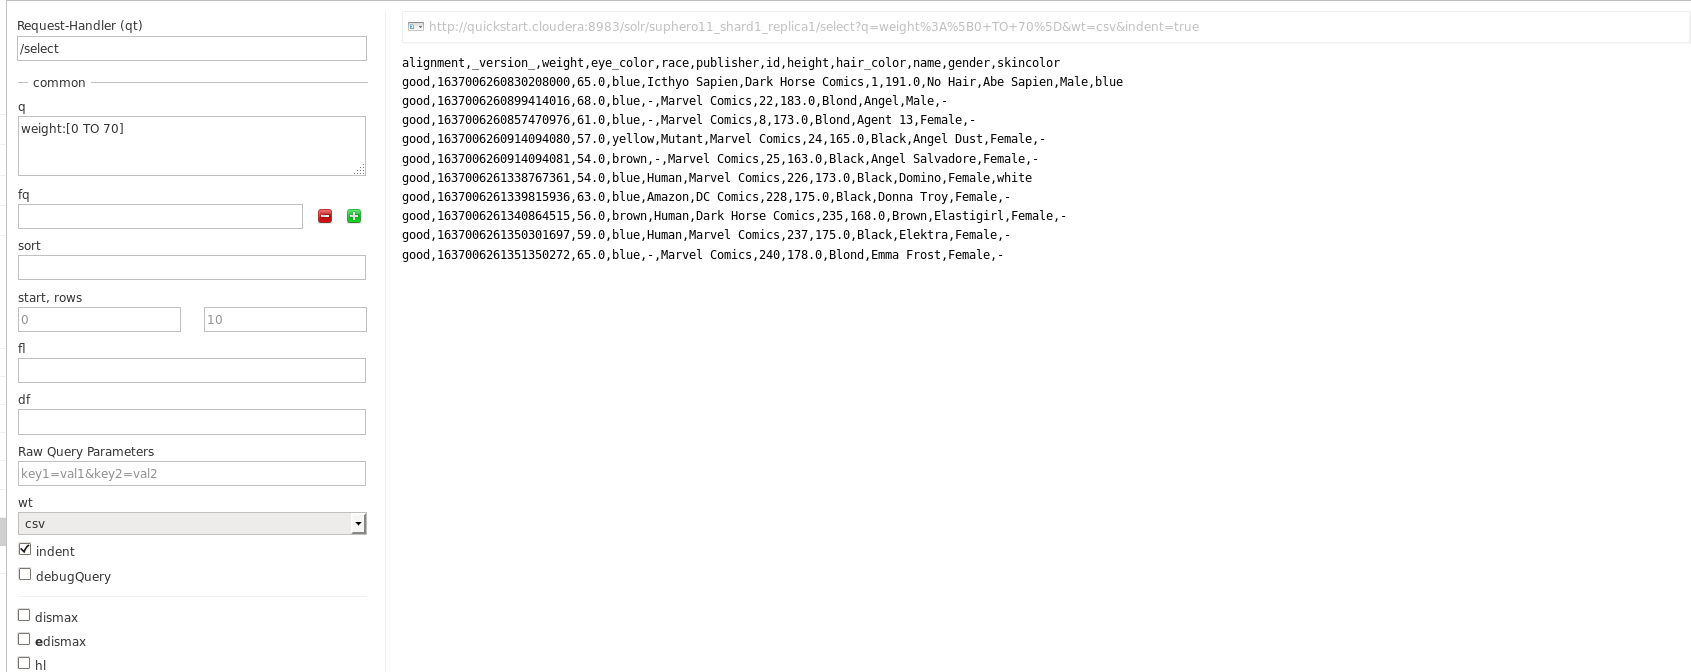 Request-Handler (qt)
/select
common
q
weight:[0 TO 70]
fq
sort
start, rows
0 10
fl
df
Raw Query Parameters
key1=val1&key2=val2
wt
csv
indent
debugQuery
dismax
edismax
hl
http://quickstart.cloudera:8983/solr/suphero11_shard1_replica1/select?q=weight%3A%5B0+TO+70%5D&wt=csv&indent=true
alignment,_version_,weight,eye_color,race,publisher,id,height,hair_color,name,gender,skincolor
good,1637006260830208000,65.0,blue,Icthyo Sapien,Dark Horse Comics,1,191.0,No Hair,Abe Sapien,Male,blue
good,1637006260899414016,68.0,blue,-,Marvel Comics,22,183.0,Blond,Angel,Male,-
good,1637006260857470976,61.0,blue,-,Marvel Comics,8,173.0,Blond,Agent 13,Female,-
good,1637006260914094080,57.0,yellow,Mutant,Marvel Comics,24,165.0,Black,Angel Dust,Female,-
good,1637006260914094081,54.0,brown,-,Marvel Comics,25,163.0,Black,Angel Salvadore,Female,-
good,1637006261338767361,54.0,blue,Human,Marvel Comics,226,173.0,Black,Domino,Female,white
good,1637006261339815936,63.0,blue,Amazon,DC Comics,228,175.0,Black,Donna Troy,Female,-
good,1637006261340864515,56.0,brown,Human,Dark Horse Comics,235,168.0,Brown,Elastigirl,Female,-
good,1637006261350301697,59.0,blue,Human,Marvel Comics,237,175.0,Black,Elektra,Female,-
good,1637006261351350272,65.0,blue,-,Marvel Comics,240,178.0,Blond,Emma Frost,Female,-